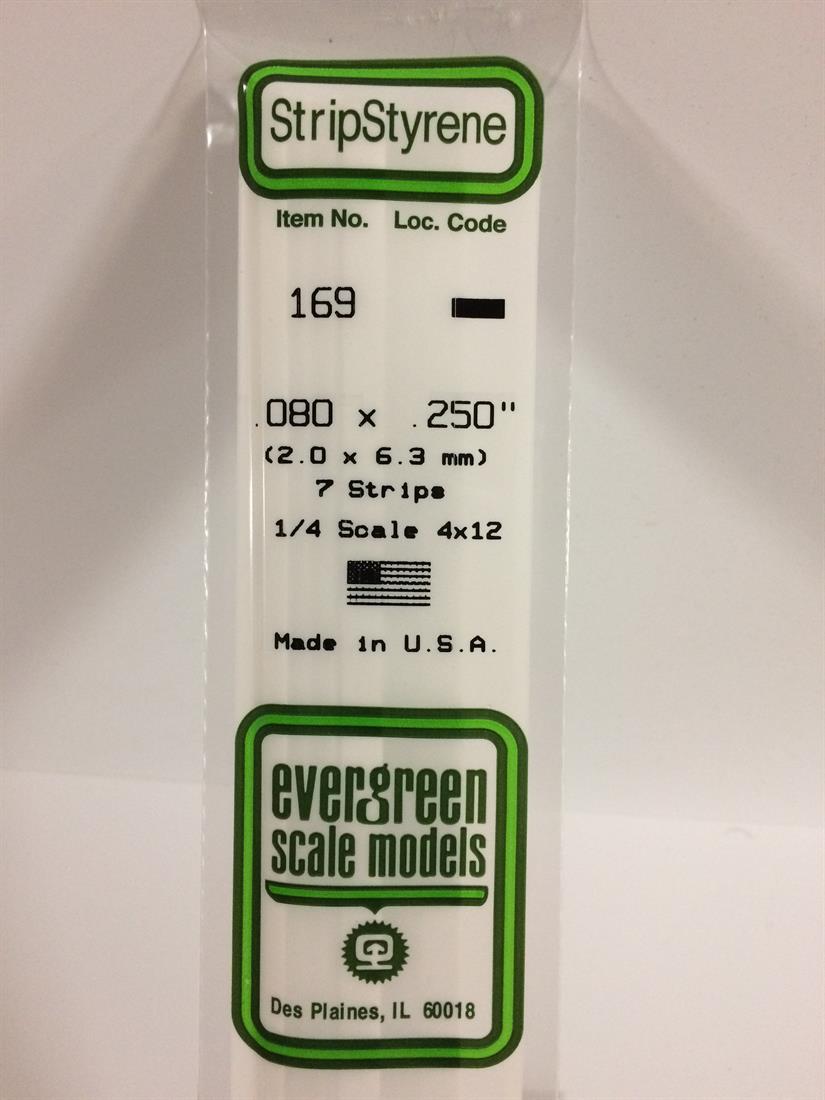 StripStyrene
Item No. Loc. Code
169
.080 x .250"
(2.0 x 6.3 mm)
7 Strips
1/4 Scale 4x12
Made in U.S.A.
evergreen
scale models
Des Plaines, IL 60018